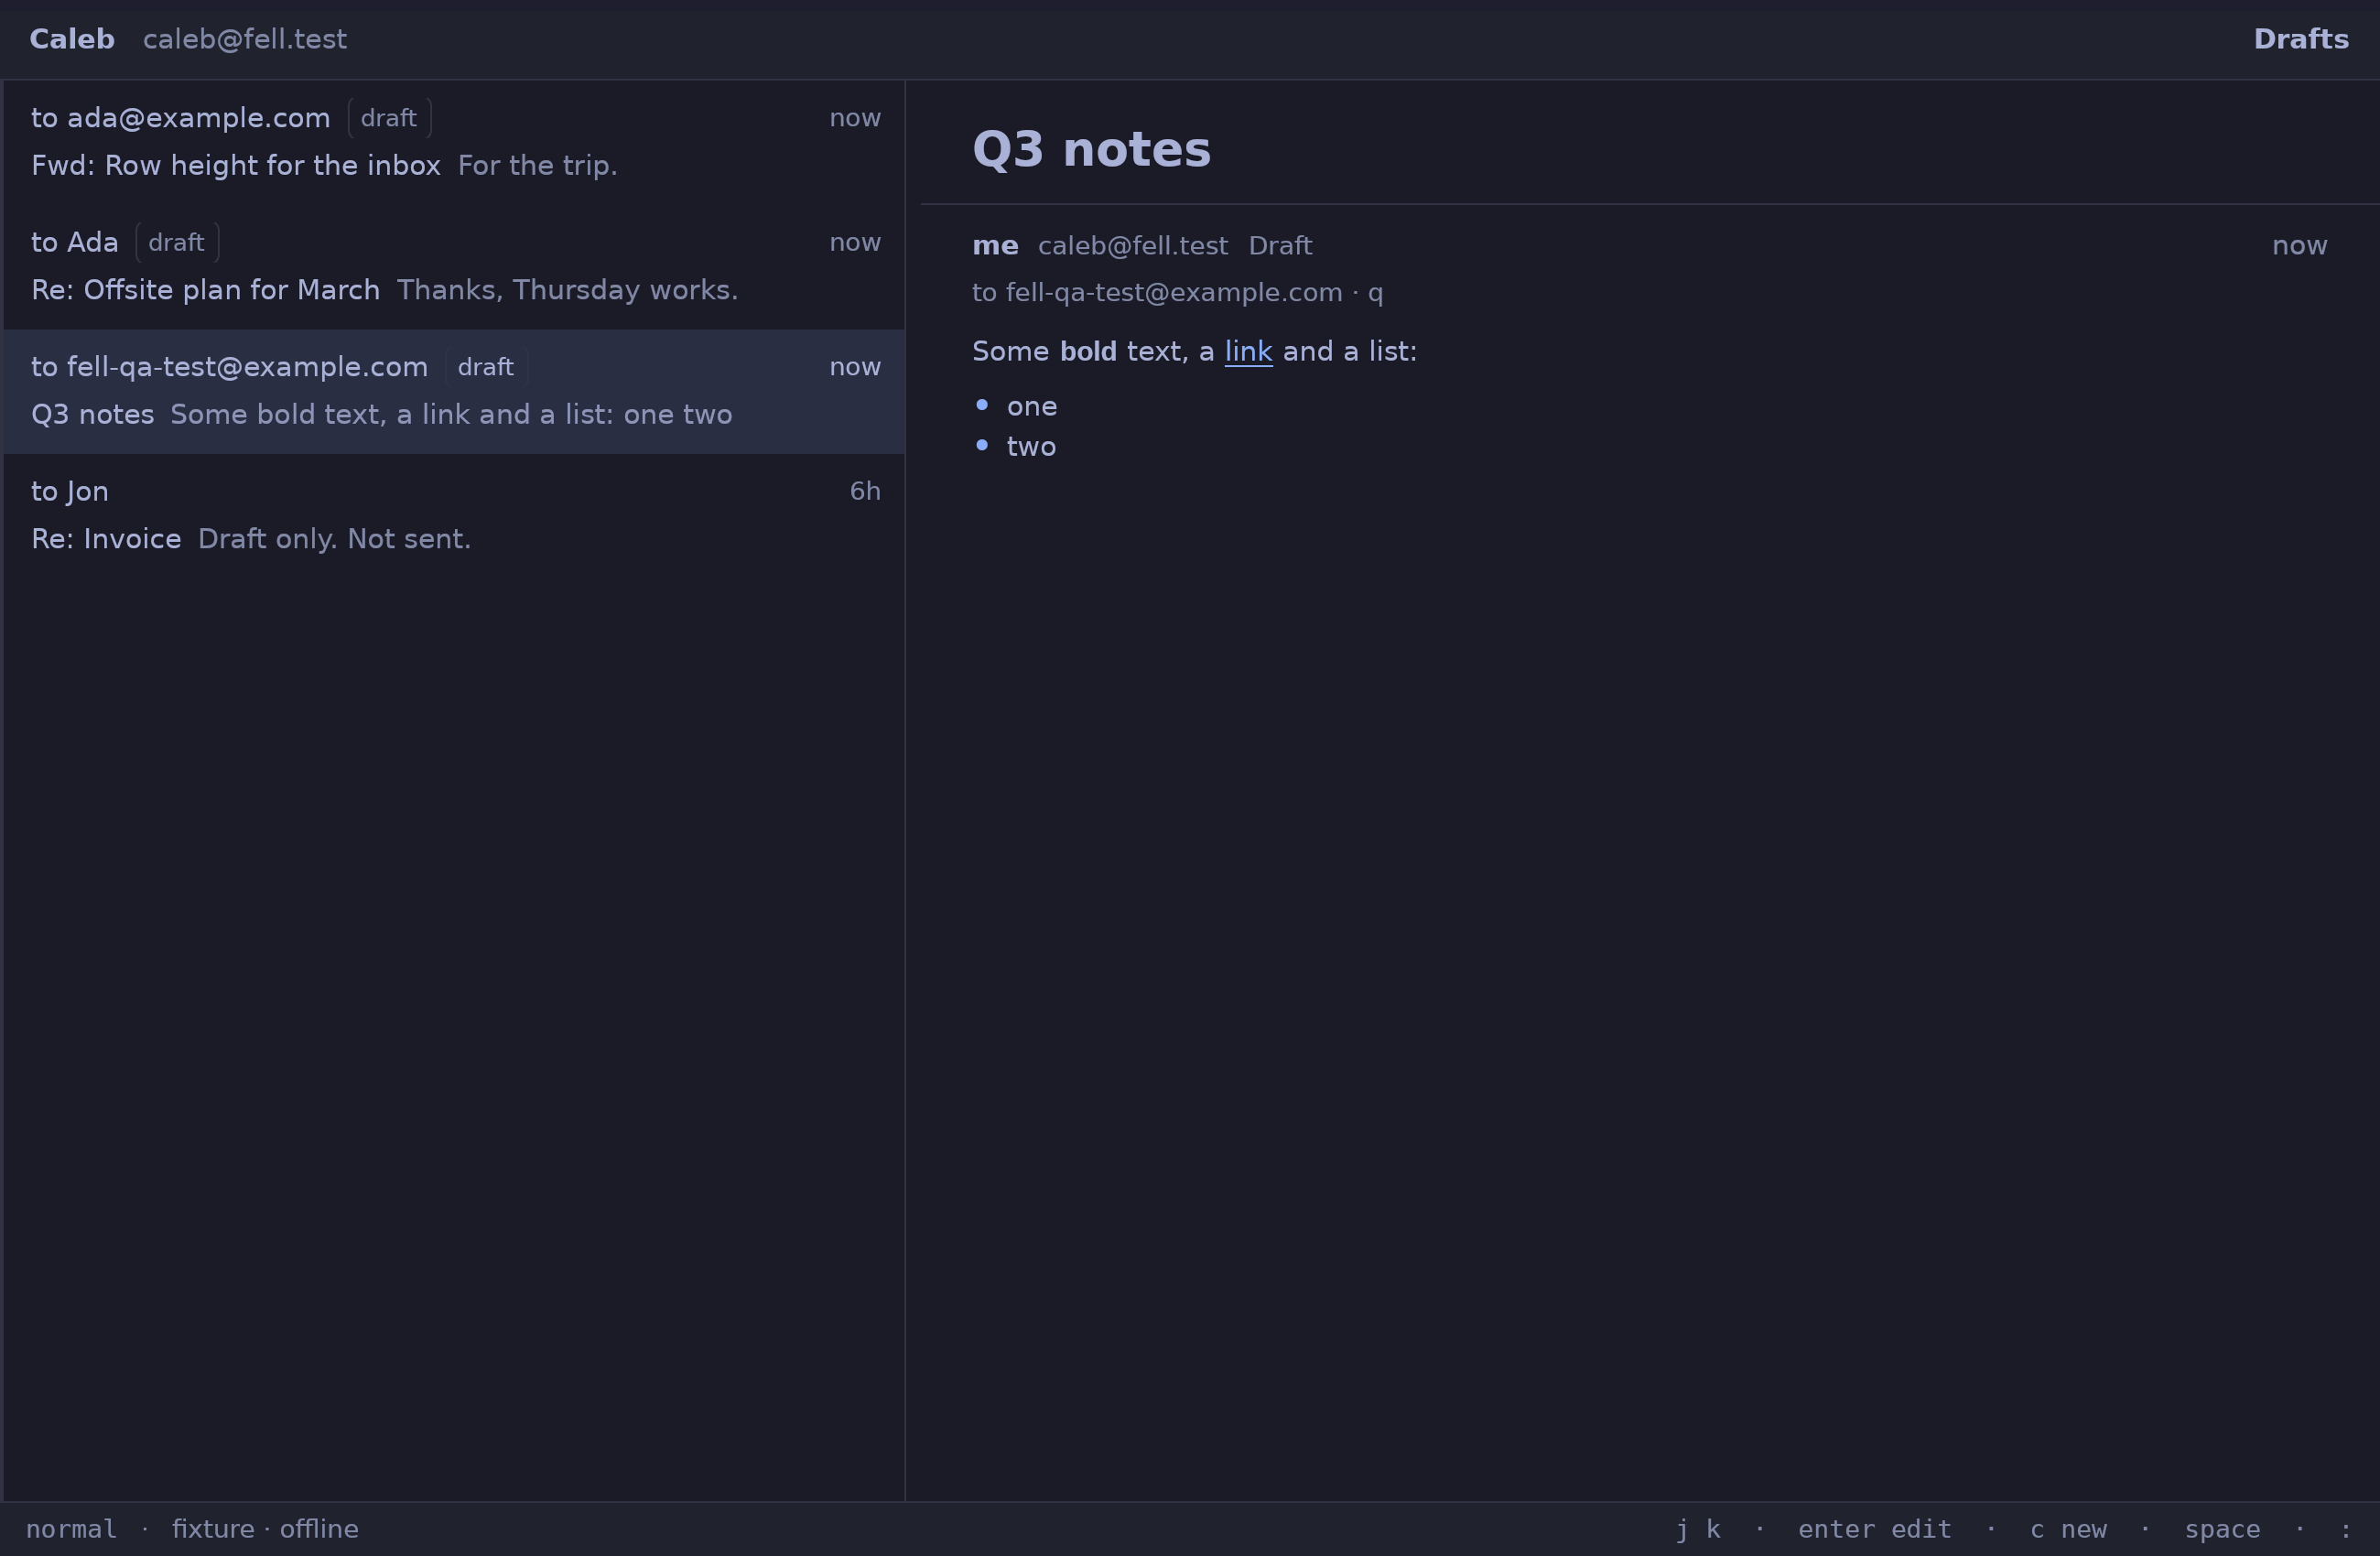 Caleb caleb@fell.test Drafts
to ada@example.com draft now
Fwd: Row height for the inbox For the trip.
to Ada draft now
Re: Offsite plan for March Thanks, Thursday works.
to fell-qa-test@example.com draft now
Q3 notes Some bold text, a link and a list: one two
to Jon 6h
Re: Invoice Draft only. Not sent.
Q3 notes
me caleb@fell.test Draft now
to fell-qa-test@example.com · q
Some bold text, a link and a list:
• one
• two
normal · fixture · offline j k · enter edit · c new · space · :